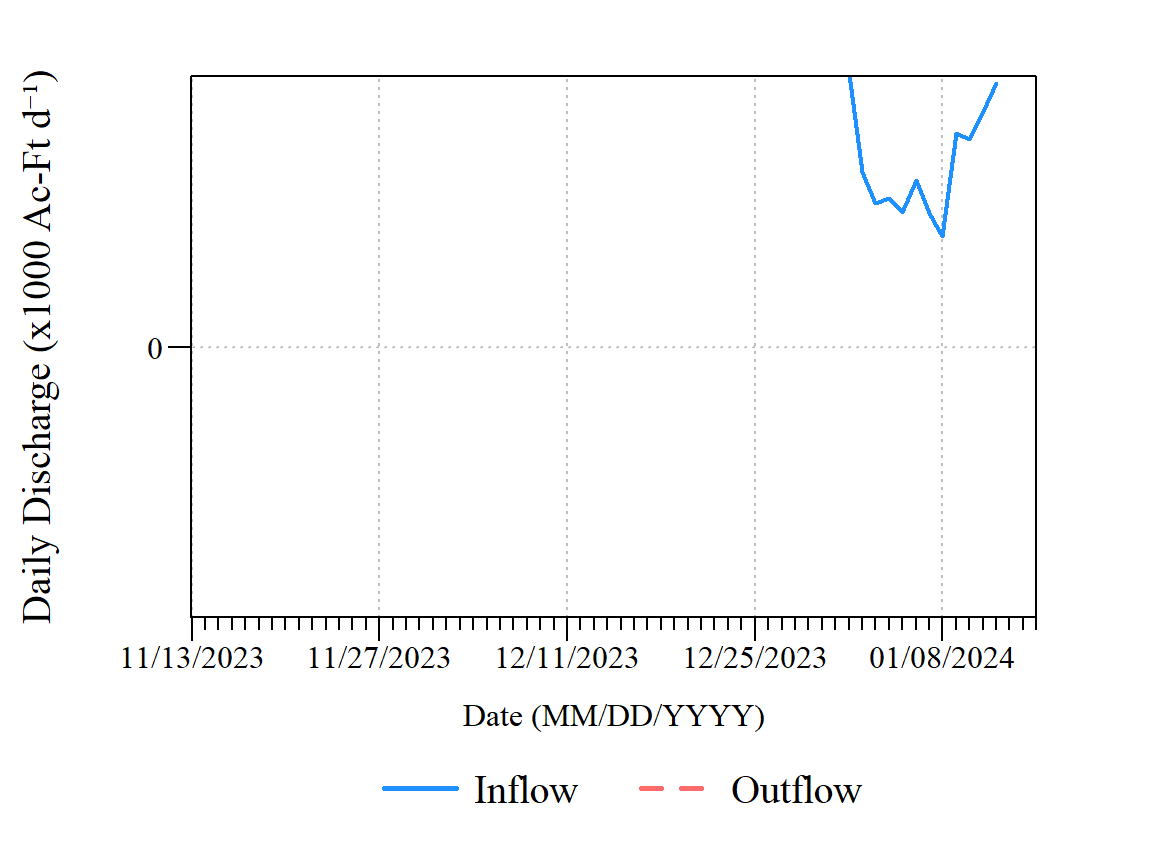 Daily Discharge (x1000 Ac-Ft d⁻¹)
0
11/13/2023 11/27/2023 12/11/2023 12/25/2023 01/08/2024
Date (MM/DD/YYYY)
Inflow Outflow